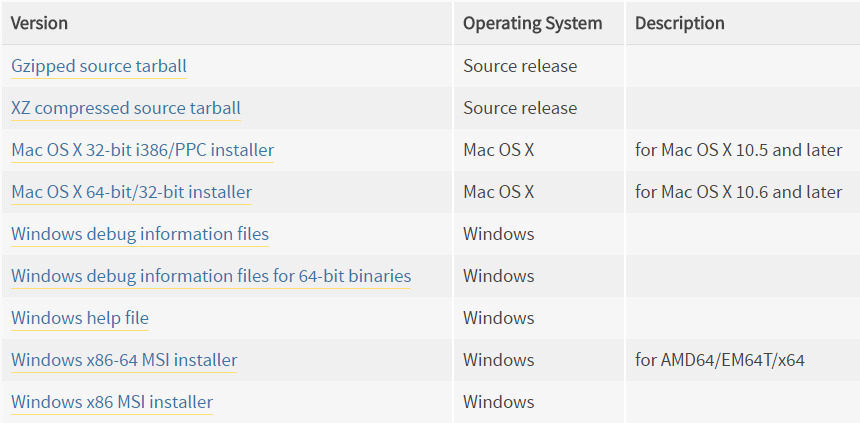 Version Operating System Description
Gzipped source tarball Source release
XZ compressed source tarball Source release
Mac OS X 32-bit i386/PPC installer Mac OS X for Mac OS X 10.5 and later
Mac OS X 64-bit/32-bit installer Mac OS X for Mac OS X 10.6 and later
Windows debug information files Windows
Windows debug information files for 64-bit binaries Windows
Windows help file Windows
Windows x86-64 MSI installer Windows for AMD64/EM64T/x64
Windows x86 MSI installer Windows